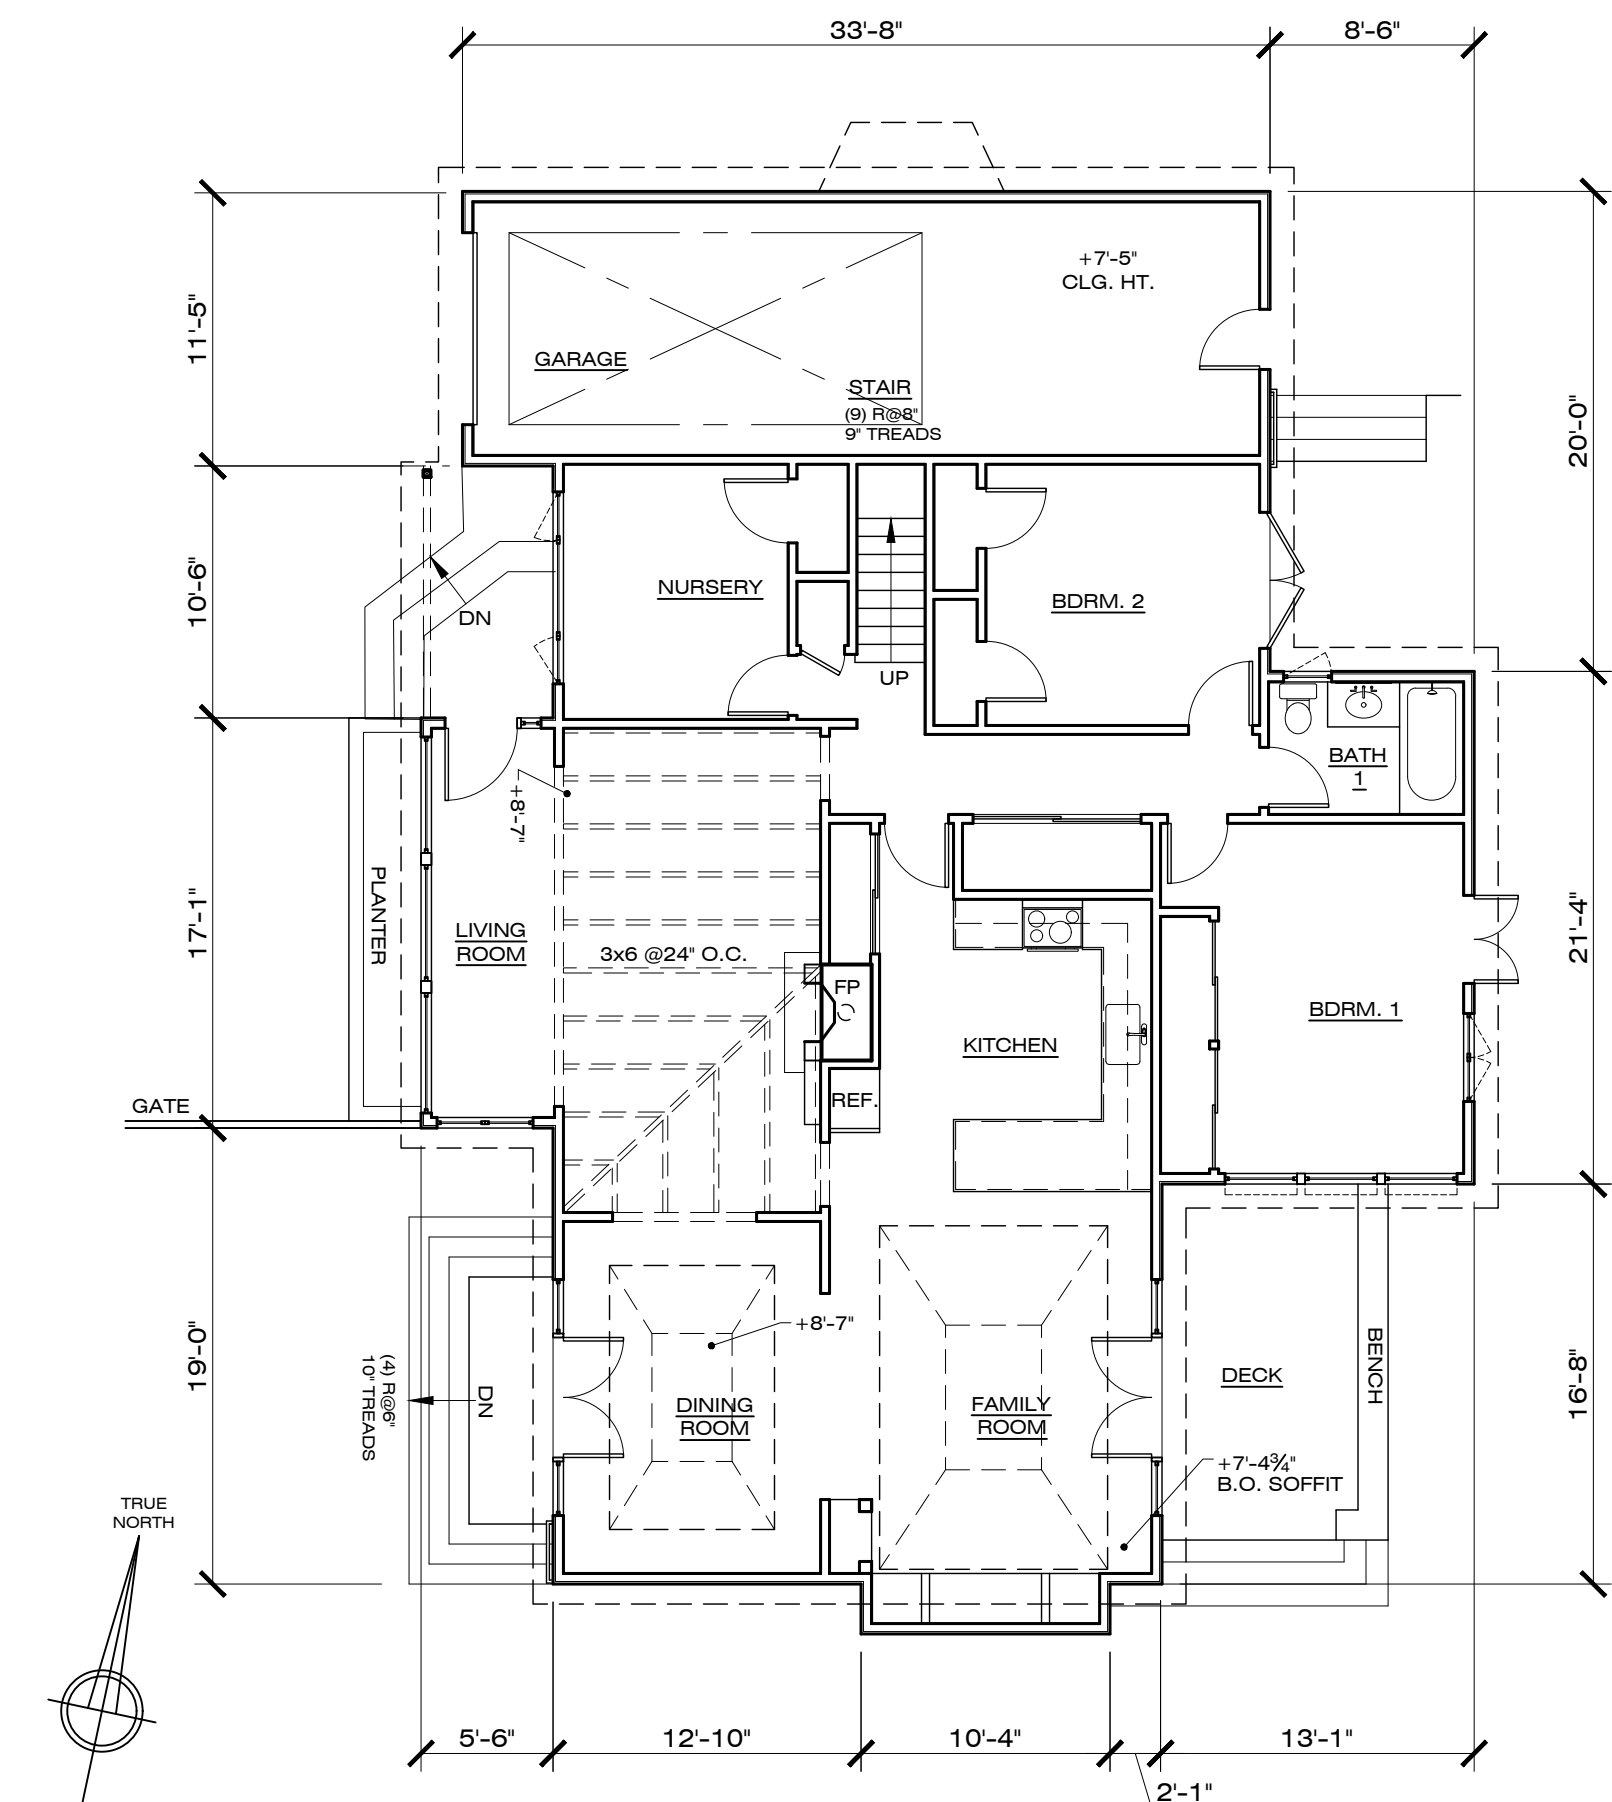 33'-8"
8'-6"
11'-5"
+7'-5"
CLG. HT.
GARAGE
STAIR
(9) R@8"
9" TREADS
20'-0"
10'-6"
NURSERY
BDRM. 2
DN
UP
BATH
1
+8'-7"
PLANTER
17'-1"
LIVING
ROOM
3x6 @24" O.C.
FP
21'-4"
BDRM. 1
KITCHEN
GATE
REF.
19'-0"
+8'-7"
(4) R@6"
10" TREADS
DN
DINING
ROOM
FAMILY
ROOM
DECK
BENCH
16'-8"
+7'-4¾"
B.O. SOFFIT
TRUE
NORTH
5'-6"
12'-10"
10'-4"
13'-1"
2'-1"